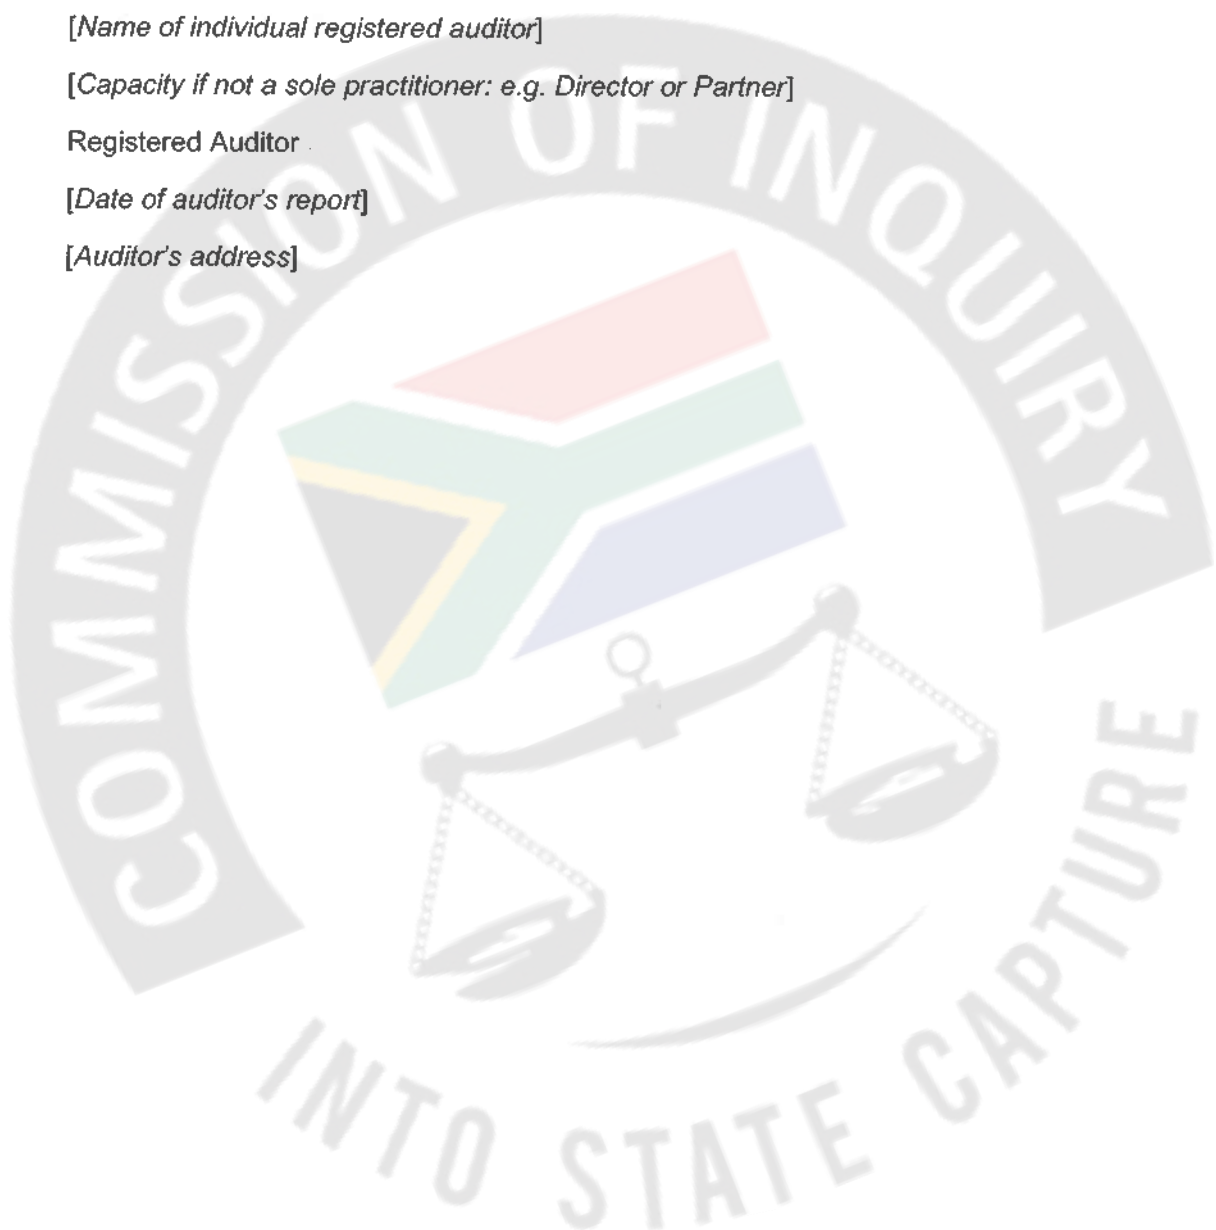 [Name of individual registered auditor]
[Capacity if not a sole practitioner: e.g. Director or Partner]
Registered Auditor
[Date of auditor's report]
[Auditor's address]
COMMISSION OF INQUIRY
INTO STATE CAPTURE